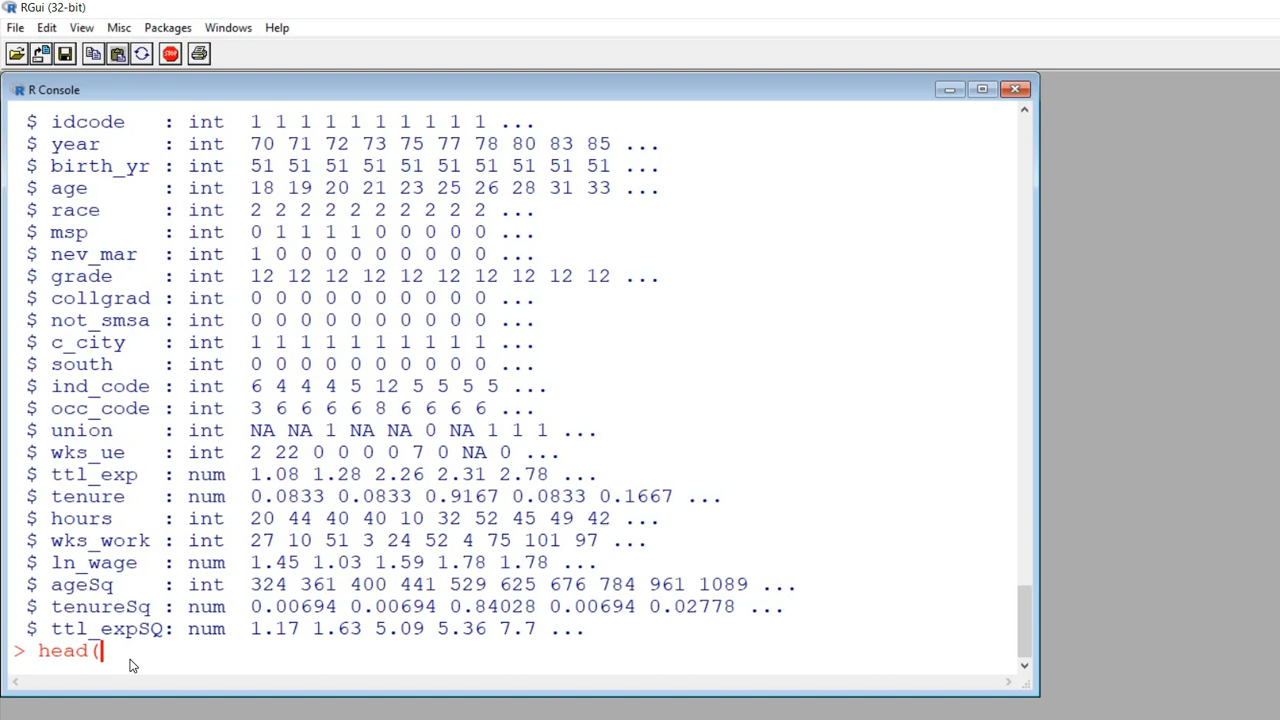 RGui (32-bit)
File Edit View Misc Packages Windows Help
STOP
R Console
$ idcode : int 1 1 1 1 1 1 1 1 1 1 ...
$ year : int 70 71 72 73 75 77 78 80 83 85 ...
$ birth_yr : int 51 51 51 51 51 51 51 51 51 51 ...
$ age : int 18 19 20 21 23 25 26 28 31 33 ...
$ race : int 2 2 2 2 2 2 2 2 2 2 ...
$ msp : int 0 1 1 1 1 0 0 0 0 0 ...
$ nev_mar : int 1 0 0 0 0 0 0 0 0 0 ...
$ grade : int 12 12 12 12 12 12 12 12 12 12 ...
$ collgrad : int 0 0 0 0 0 0 0 0 0 0 ...
$ not_smsa : int 0 0 0 0 0 0 0 0 0 0 ...
$ c_city : int 1 1 1 1 1 1 1 1 1 1 ...
$ south : int 0 0 0 0 0 0 0 0 0 0 ...
$ ind_code : int 6 4 4 4 5 12 5 5 5 5 ...
$ occ_code : int 3 6 6 6 6 8 6 6 6 6 ...
$ union : int NA NA 1 NA NA 0 NA 1 1 1 ...
$ wks_ue : int 2 22 0 0 0 0 7 0 NA 0 ...
$ ttl_exp : num 1.08 1.28 2.26 2.31 2.78 ...
$ tenure : num 0.0833 0.0833 0.9167 0.0833 0.1667 ...
$ hours : int 20 44 40 40 10 32 52 45 49 42 ...
$ wks_work : int 27 10 51 3 24 52 4 75 101 97 ...
$ ln_wage : num 1.45 1.03 1.59 1.78 1.78 ...
$ ageSq : int 324 361 400 441 529 625 676 784 961 1089 ...
$ tenureSq : num 0.00694 0.00694 0.84028 0.00694 0.02778 ...
$ ttl_expSQ: num 1.17 1.63 5.09 5.36 7.7 ...
> head(